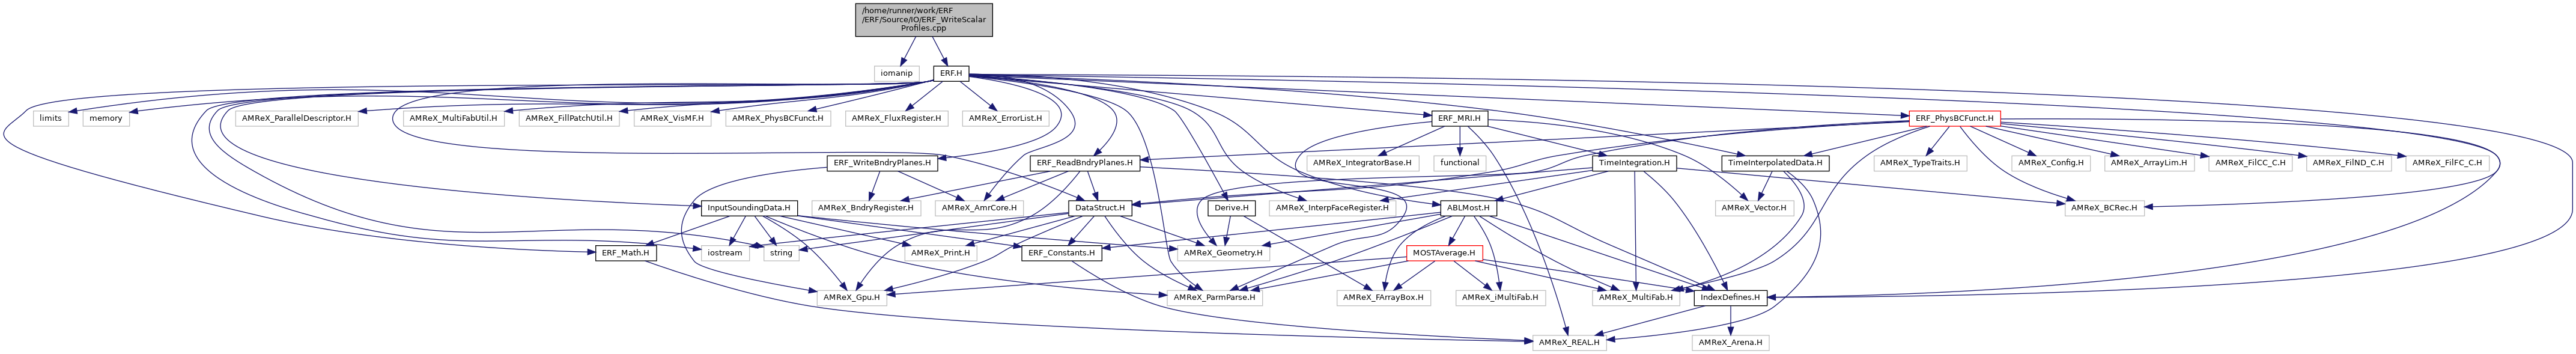 /home/runner/work/ERF
/ERF/Source/IO/ERF_WriteScalar
Profiles.cpp
iomanip
ERF.H
limits
memory
AMReX_ParallelDescriptor.H
AMReX_MultiFabUtil.H
AMReX_FillPatchUtil.H
AMReX_VisMF.H
AMReX_PhysBCFunct.H
AMReX_FluxRegister.H
AMReX_ErrorList.H
ERF_MRI.H
ERF_PhysBCFunct.H
ERF_WriteBndryPlanes.H
ERF_ReadBndryPlanes.H
AMReX_IntegratorBase.H
functional
TimeIntegration.H
TimeInterpolatedData.H
AMReX_TypeTraits.H
AMReX_Config.H
AMReX_ArrayLim.H
AMReX_FilCC_C.H
AMReX_FilND_C.H
AMReX_FilFC_C.H
InputSoundingData.H
AMReX_BndryRegister.H
AMReX_AmrCore.H
DataStruct.H
Derive.H
AMReX_InterpFaceRegister.H
ABLMost.H
AMReX_Vector.H
AMReX_BCRec.H
ERF_Math.H
iostream
string
AMReX_Print.H
ERF_Constants.H
AMReX_Geometry.H
MOSTAverage.H
AMReX_Gpu.H
AMReX_ParmParse.H
AMReX_FArrayBox.H
AMReX_iMultiFab.H
AMReX_MultiFab.H
IndexDefines.H
AMReX_REAL.H
AMReX_Arena.H